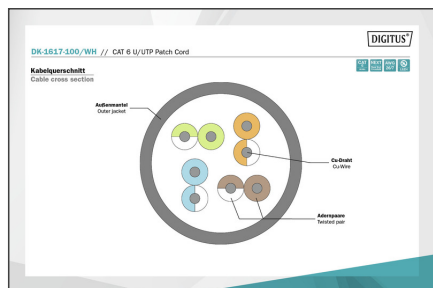 DIGITUS®
DK-1617-100/WH // CAT 6 U/UTP Patch Cord
Kabelquerschnitt
Cable cross section
Außenmantel
Outer jacket
Cu-Draht
Cu-Wire
Aderpaare
Twisted pair